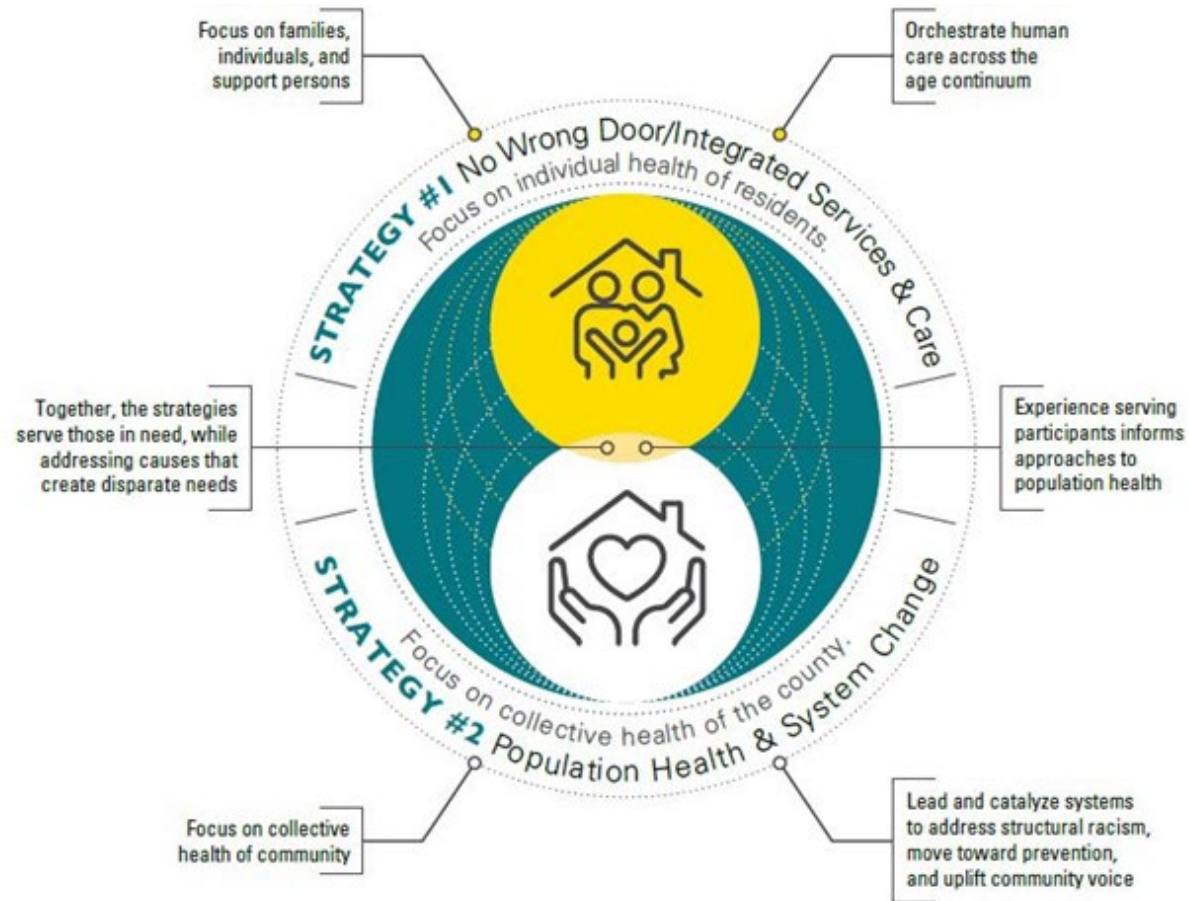 Focus on families,
individuals, and
support persons
Orchestrate human
care across the
age continuum
STRATEGY #1 No Wrong Door/Integrated Services & Care
Focus on individual health of residents.
Together, the strategies
serve those in need, while
addressing causes that
create disparate needs
Experience serving
participants informs
approaches to
population health
Focus on collective health of the county.
STRATEGY #2 Population Health & System Change
Focus on collective
health of community
Lead and catalyze systems
to address structural racism,
move toward prevention,
and uplift community voice